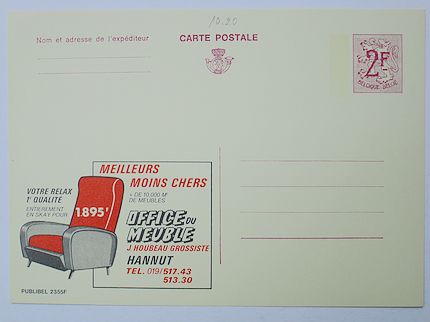 10.20
Nom et adresse de l'expéditeur
CARTE POSTALE
2F
BELGIQUE-BELGIË
MEILLEURS
MOINS CHERS
+ DE 10.000 M²
DE MEUBLES
VOTRE RELAX
1e QUALITÉ
ENTIEREMENT
EN SKAY POUR
1.895F
OFFICE DU
MEUBLE
J. HOUBEAU GROSSISTE
HANNUT
TEL. 019/517.43
513.30
PUBLIBEL 2355F